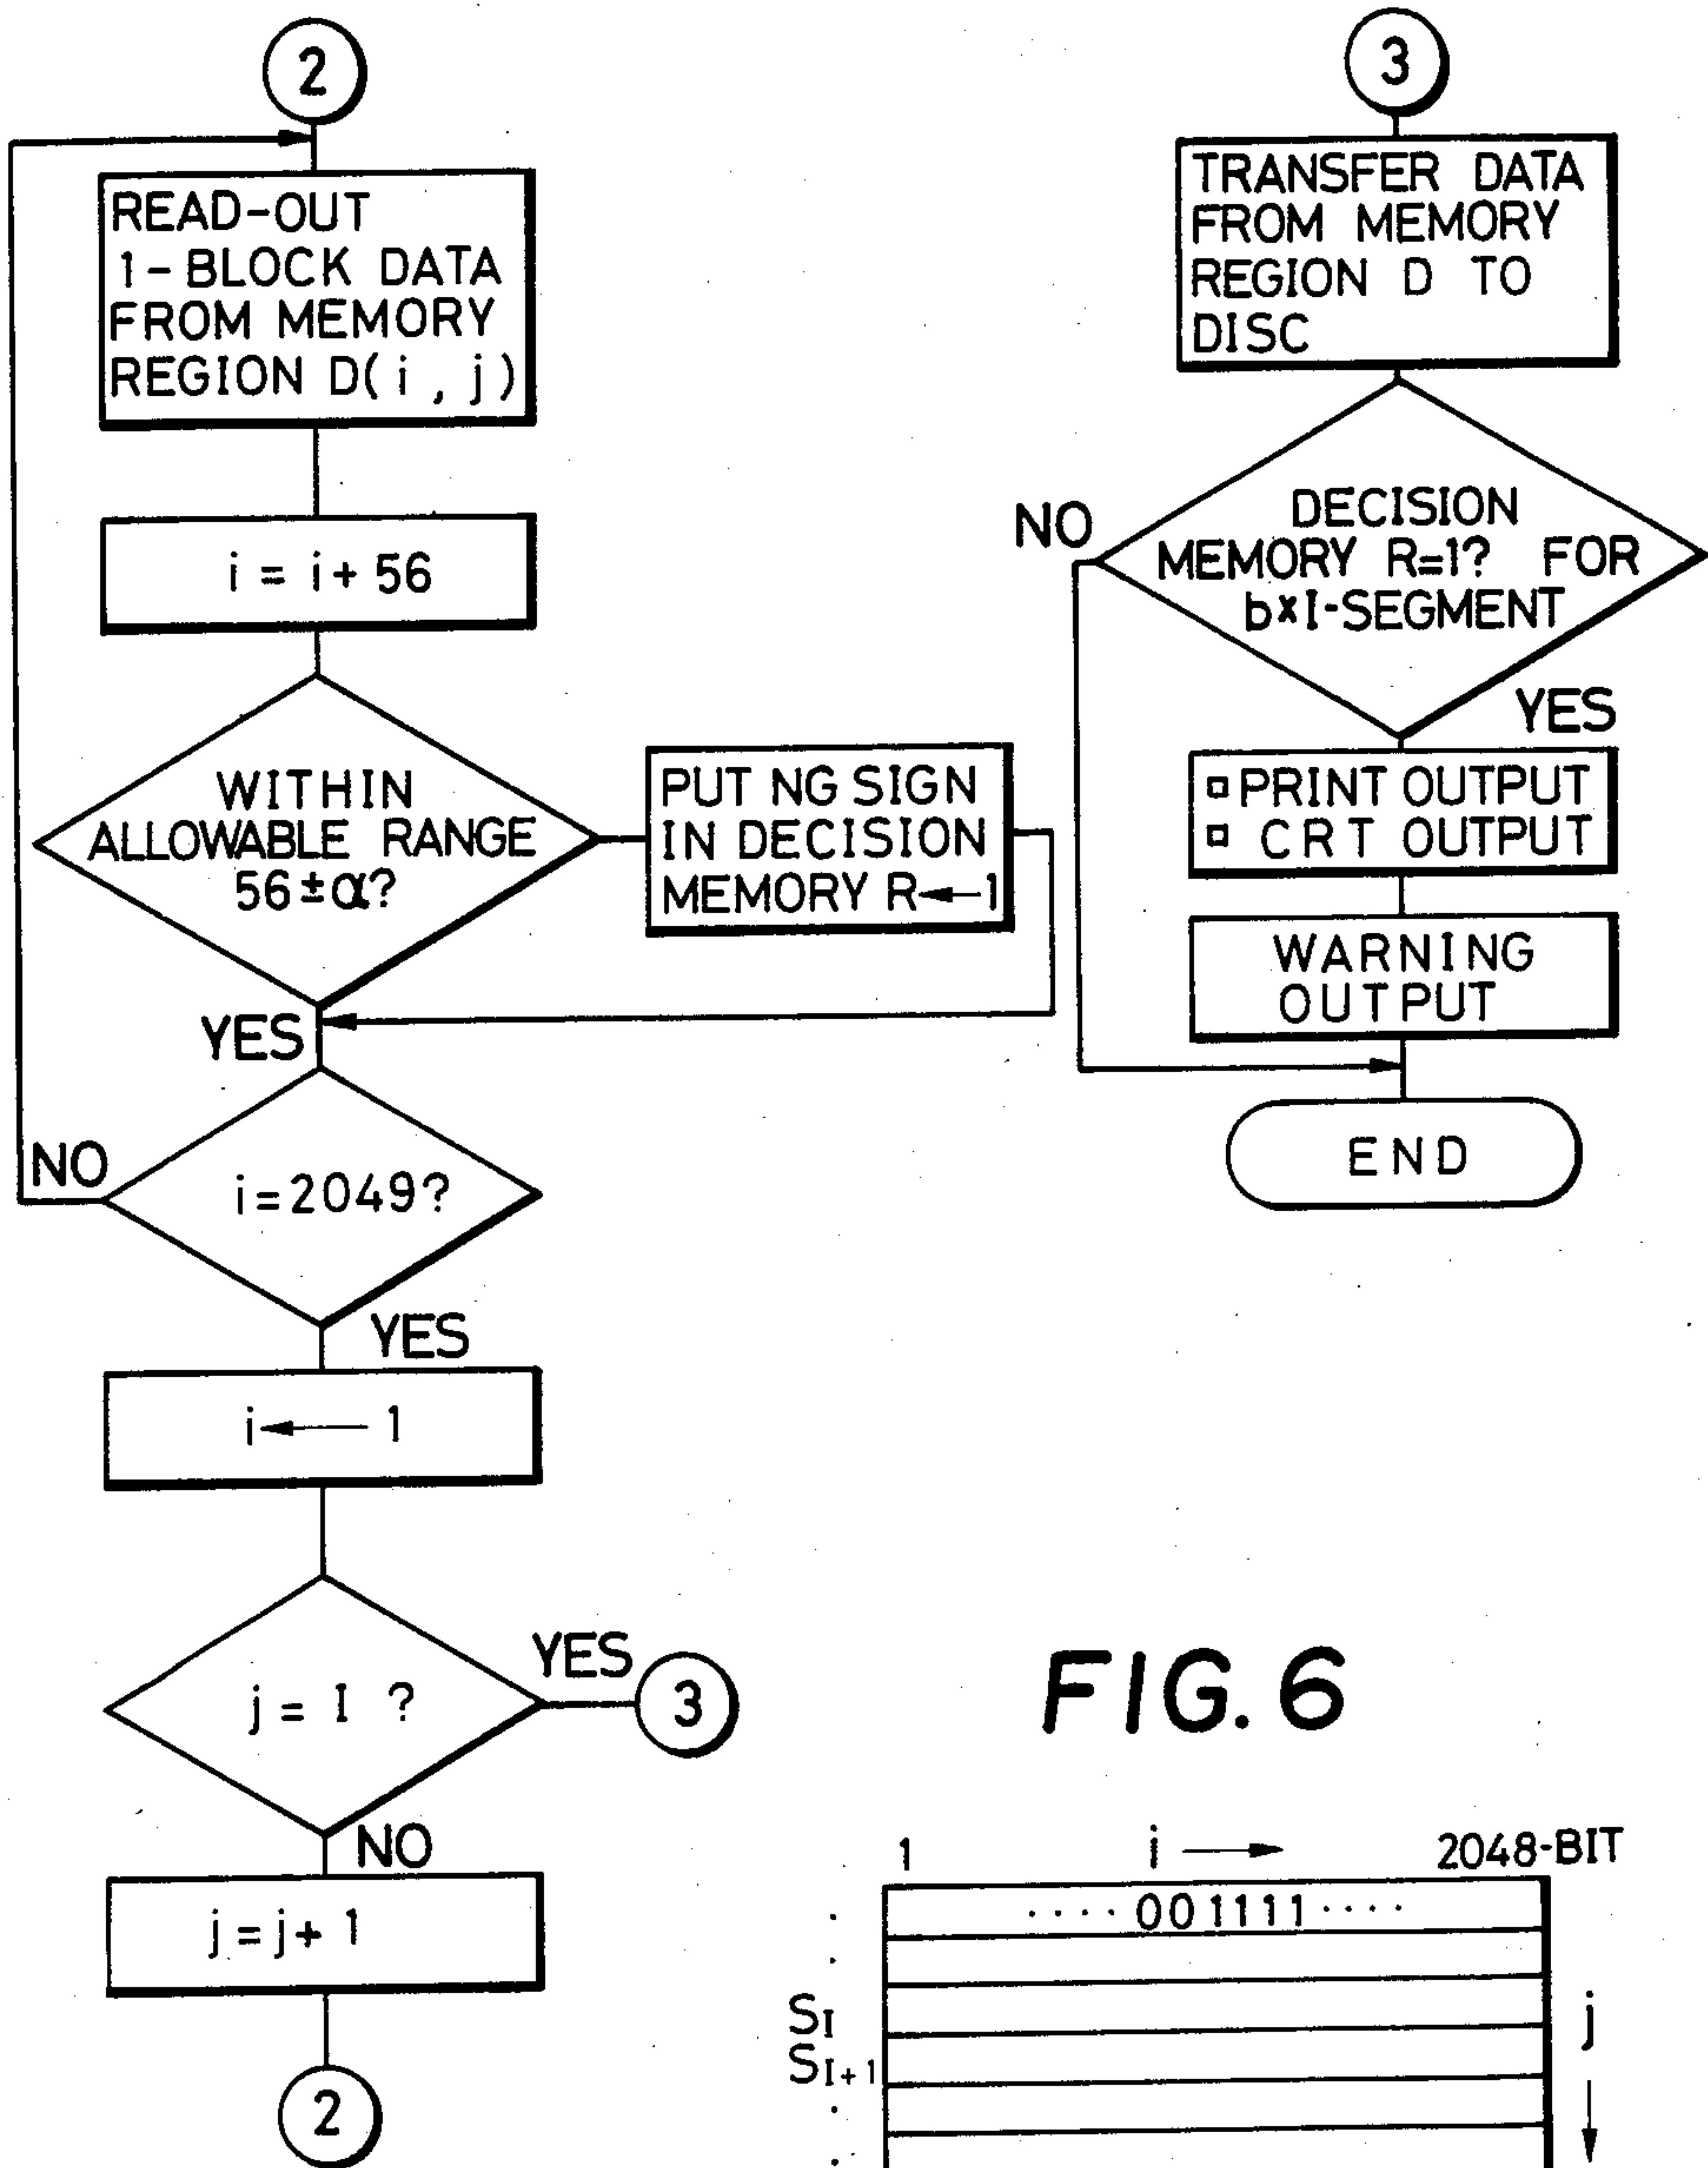 2
READ-OUT
1-BLOCK DATA
FROM MEMORY
REGION D(i, j)
i = i + 56
WITHIN
ALLOWABLE RANGE
56 ± α?
PUT NG SIGN
IN DECISION
MEMORY R←1
YES
i=2049?
NO
YES
i ← 1
j = I ?
YES
3
NO
j = j + 1
2
3
TRANSFER DATA
FROM MEMORY
REGION D TO
DISC
DECISION
MEMORY R=1? FOR
b×I-SEGMENT
NO
YES
▫ PRINT OUTPUT
▫ CRT OUTPUT
WARNING
OUTPUT
END
FIG. 6
1 i → 2048-BIT
····001111····
SI
SI+1
j